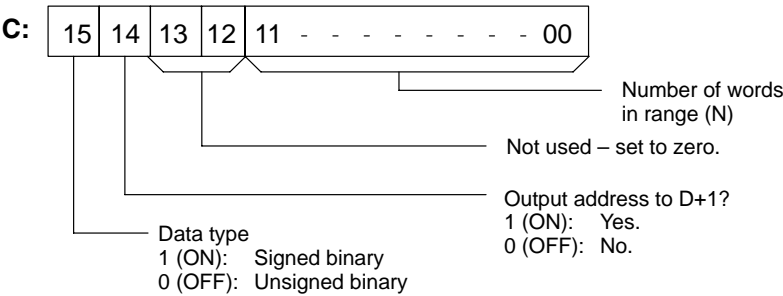 C: 15 14 13 12 11 - - - - - - - - 00
Number of words
in range (N)
Not used – set to zero.
Output address to D+1?
1 (ON): Yes.
0 (OFF): No.
Data type
1 (ON): Signed binary
0 (OFF): Unsigned binary